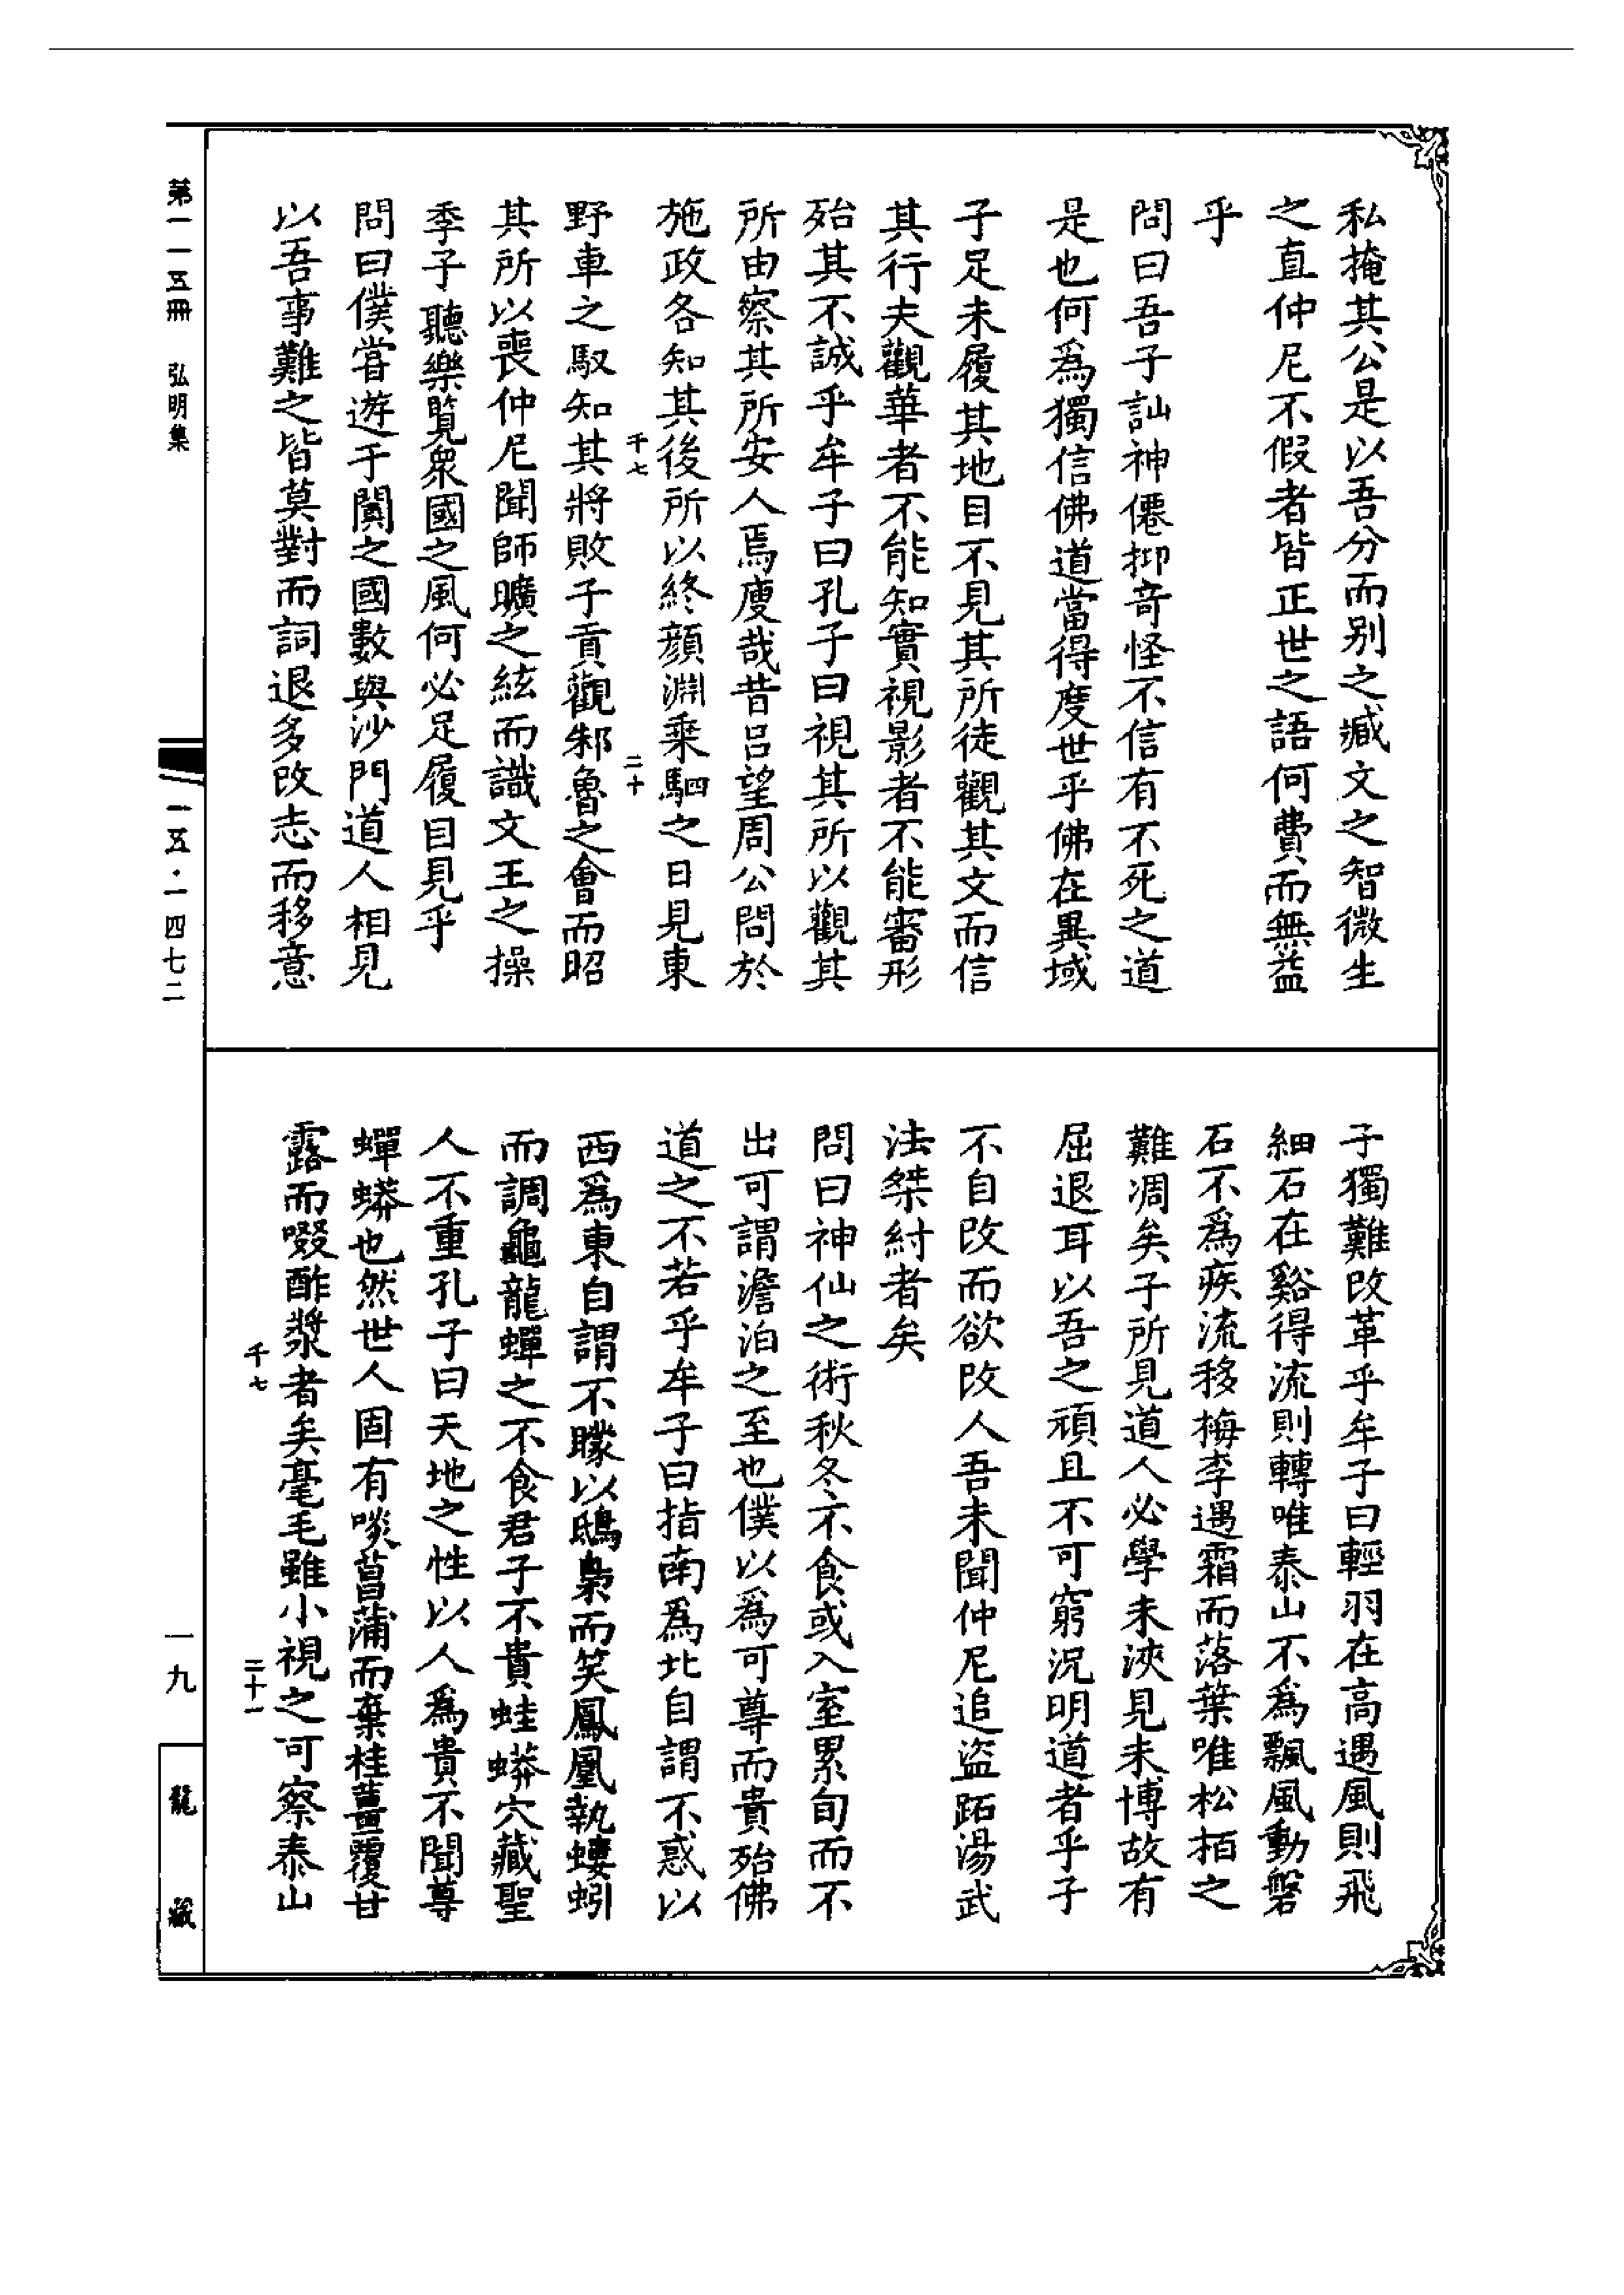 私掩其公是以吾分而别之臧文之智微生
之直仲尼不假者皆正世之語何費而無益
乎
問曰吾子訕神僊抑竒怪不信有不死之道
是也何爲獨信佛道當得度世乎佛在異域
子足未履其地目不見其所徒觀其文而信
其行夫觀華者不能知實視影者不能審形
殆其不誠乎牟子曰孔子曰視其所以觀其
所由察其所安人焉廋哉昔吕望周公問於
施政各知其後所以終顔淵乗駟之日見東
千七 二十
野車之馭知其將敗子貢觀邾魯之會而昭
其所以喪仲尼聞師曠之絃而識文王之操
季子聽樂覧衆國之風何必足履目見乎
問曰僕甞遊于闐之國數與沙門道人相見
以吾事難之皆莫對而詞退多改志而移意
子獨難改革乎牟子曰輕羽在高遇風則飛
細石在谿得流則轉唯泰山不爲飄風動磐
石不爲疾流移梅李遇霜而落葉唯松栢之
難凋矣子所見道人必學未浹見未博故有
屈退耳以吾之頑且不可窮況明道者乎子
不自改而欲改人吾未聞仲尼追盗跖湯武
法桀紂者矣
問曰神仙之術秋冬不食或入室累旬而不
出可謂澹泊之至也僕以爲可尊而貴殆佛
道之不若乎牟子曰指南爲北自謂不惑以
西爲東自謂不矇以鴟梟而笑鳳凰執螻蚓
而調龜龍蟬之不食君子不貴蛙蟒穴藏聖
人不重孔子曰天地之性以人爲貴不聞尊
蟬蟒也然世人固有啖菖蒲而棄桂薑覆甘
露而啜酢漿者矣毫毛雖小視之可察泰山
千七 二十一
第一一五冊 弘明集
一五·一四七二
一九
龍藏